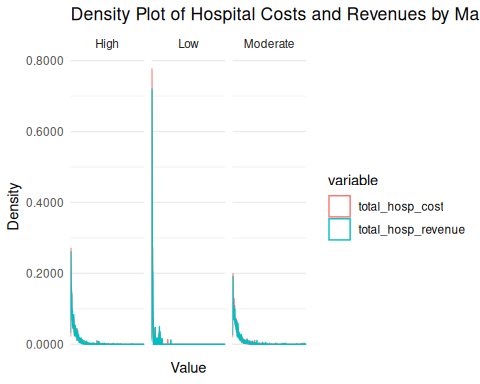 Density Plot of Hospital Costs and Revenues by Ma
High Low Moderate
0.8000
0.6000
0.4000
0.2000
0.0000
Density
Value
variable
total_hosp_cost
total_hosp_revenue